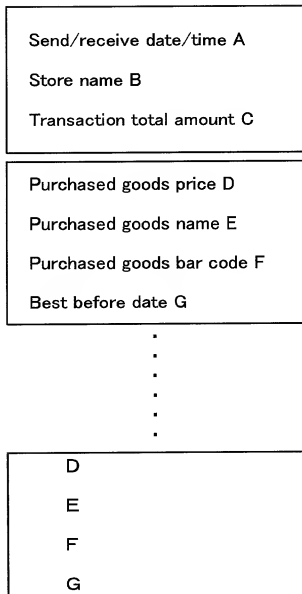 Send/receive date/time A
Store name B
Transaction total amount C
Purchased goods price D
Purchased goods name E
Purchased goods bar code F
Best before date G
D
E
F
G